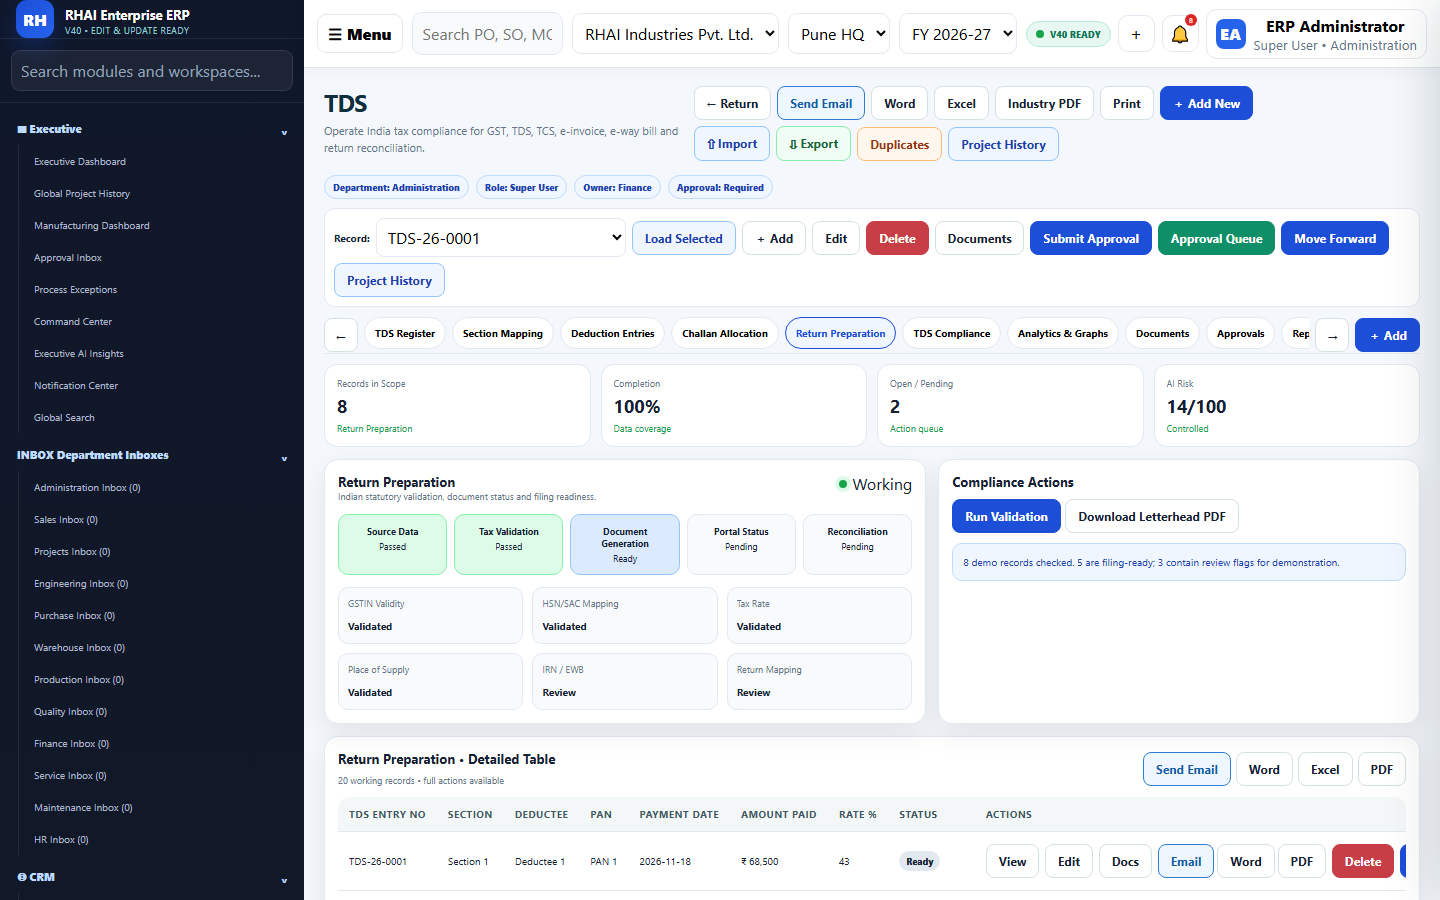 RH
RHAI Enterprise ERP
V40 • EDIT & UPDATE READY
Search modules and workspaces...
Executive
Executive Dashboard
Global Project History
Manufacturing Dashboard
Approval Inbox
Process Exceptions
Command Center
Executive AI Insights
Notification Center
Global Search
INBOX Department Inboxes
Administration Inbox (0)
Sales Inbox (0)
Projects Inbox (0)
Engineering Inbox (0)
Purchase Inbox (0)
Warehouse Inbox (0)
Production Inbox (0)
Quality Inbox (0)
Finance Inbox (0)
Service Inbox (0)
Maintenance Inbox (0)
HR Inbox (0)
CRM
☰ Menu
Search PO, SO, MO
RHAI Industries Pvt. Ltd.
Pune HQ
FY 2026-27
V40 READY
+
8
EA
ERP Administrator
Super User • Administration
TDS
Operate India tax compliance for GST, TDS, TCS, e-invoice, e-way bill and
return reconciliation.
← Return
Send Email
Word
Excel
Industry PDF
Print
+ Add New
⇧ Import
⇩ Export
Duplicates
Project History
Department: Administration
Role: Super User
Owner: Finance
Approval: Required
Record:
TDS-26-0001
Load Selected
+ Add
Edit
Delete
Documents
Submit Approval
Approval Queue
Move Forward
Project History
←
TDS Register
Section Mapping
Deduction Entries
Challan Allocation
Return Preparation
TDS Compliance
Analytics & Graphs
Documents
Approvals
Rep
→
+ Add
Records in Scope
8
Return Preparation
Completion
100%
Data coverage
Open / Pending
2
Action queue
AI Risk
14/100
Controlled
Return Preparation
Indian statutory validation, document status and filing readiness.
Working
Source Data
Passed
Tax Validation
Passed
Document
Generation
Ready
Portal Status
Pending
Reconciliation
Pending
GSTIN Validity
Validated
HSN/SAC Mapping
Validated
Tax Rate
Validated
Place of Supply
Validated
IRN / EWB
Review
Return Mapping
Review
Compliance Actions
Run Validation
Download Letterhead PDF
8 demo records checked. 5 are filing-ready; 3 contain review flags for demonstration.
Return Preparation • Detailed Table
20 working records • full actions available
Send Email
Word
Excel
PDF
TDS ENTRY NO
SECTION
DEDUCTEE
PAN
PAYMENT DATE
AMOUNT PAID
RATE %
STATUS
ACTIONS
TDS-26-0001
Section 1
Deductee 1
PAN 1
2026-11-18
₹ 68,500
43
Ready
View
Edit
Docs
Email
Word
PDF
Delete